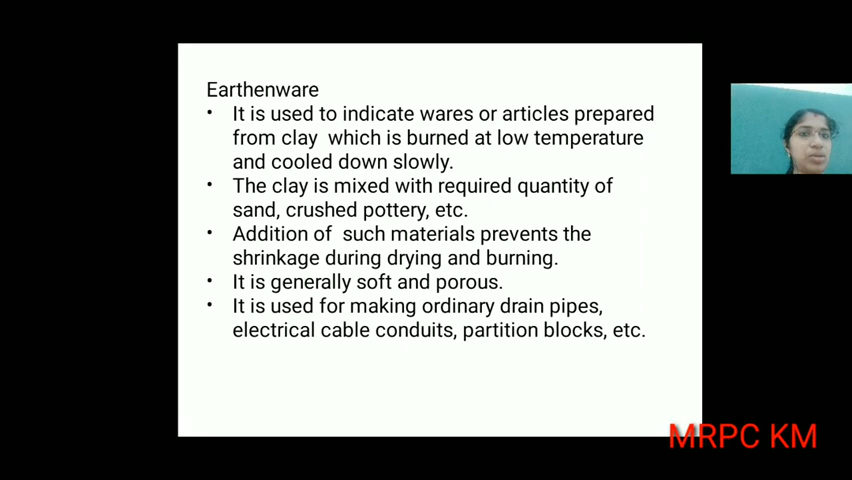 Earthenware
• It is used to indicate wares or articles prepared
from clay which is burned at low temperature
and cooled down slowly.
• The clay is mixed with required quantity of
sand, crushed pottery, etc.
• Addition of such materials prevents the
shrinkage during drying and burning.
• It is generally soft and porous.
• It is used for making ordinary drain pipes,
electrical cable conduits, partition blocks, etc.
MRPC KM